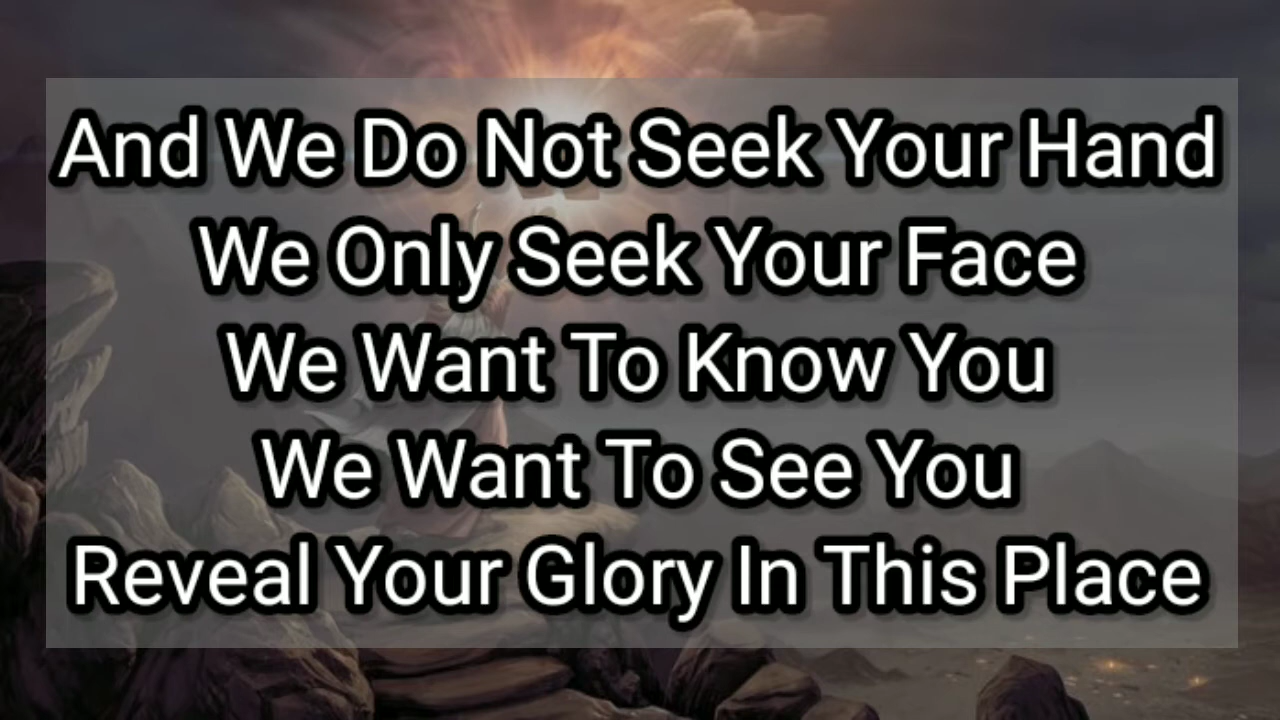 And We Do Not Seek Your Hand
We Only Seek Your Face
We Want To Know You
We Want To See You
Reveal Your Glory In This Place